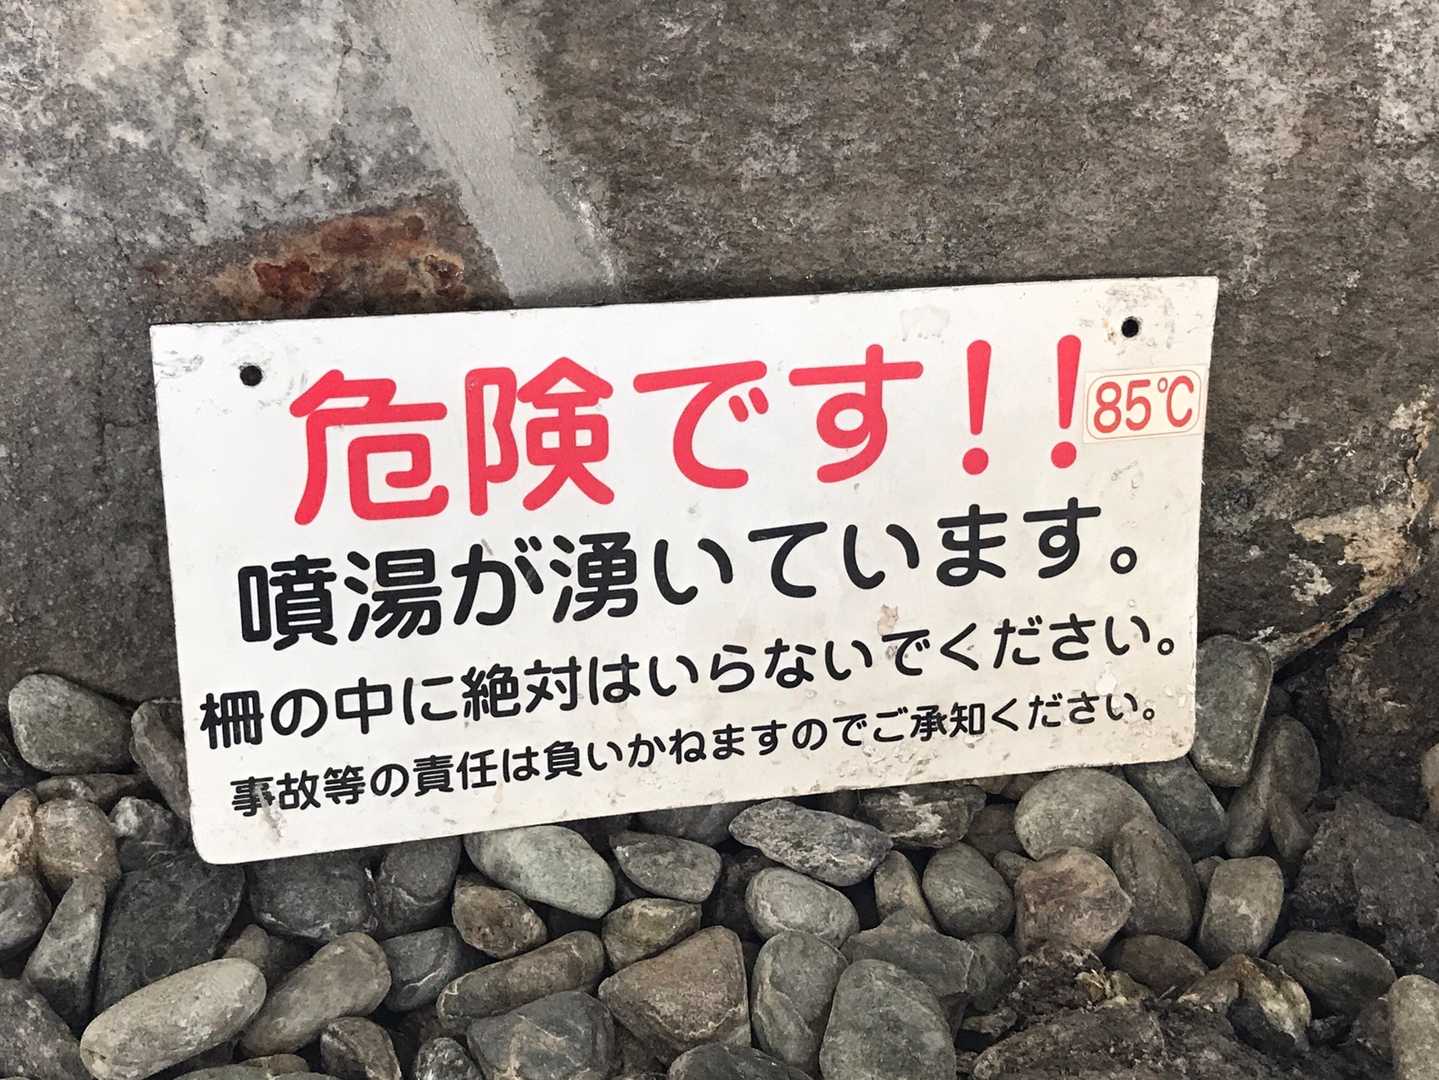 危険です！！
85℃
噴湯が湧いています。
柵の中に絶対はいらないでください。
事故等の責任は負いかねますのでご承知ください。